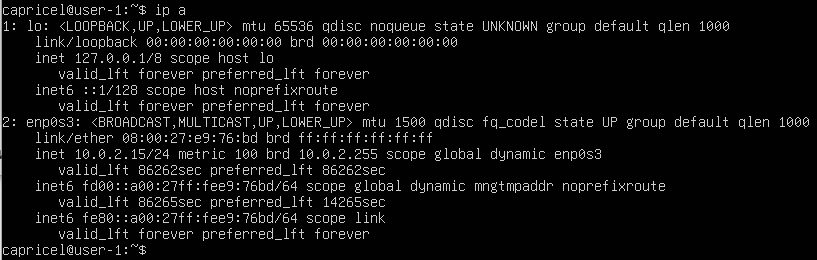 capricel@user-1:~$ ip a
1: lo: <LOOPBACK,UP,LOWER_UP> mtu 65536 qdisc noqueue state UNKNOWN group default qlen 1000
    link/loopback 00:00:00:00:00:00 brd 00:00:00:00:00:00
    inet 127.0.0.1/8 scope host lo
       valid_lft forever preferred_lft forever
    inet6 ::1/128 scope host noprefixroute
       valid_lft forever preferred_lft forever
2: enp0s3: <BROADCAST,MULTICAST,UP,LOWER_UP> mtu 1500 qdisc fq_codel state UP group default qlen 1000
    link/ether 08:00:27:e9:76:bd brd ff:ff:ff:ff:ff:ff
    inet 10.0.2.15/24 metric 100 brd 10.0.2.255 scope global dynamic enp0s3
       valid_lft 86262sec preferred_lft 86262sec
    inet6 fd00::a00:27ff:fee9:76bd/64 scope global dynamic mngtmpaddr noprefixroute
       valid_lft 86265sec preferred_lft 14265sec
    inet6 fe80::a00:27ff:fee9:76bd/64 scope link
       valid_lft forever preferred_lft forever
capricel@user-1:~$